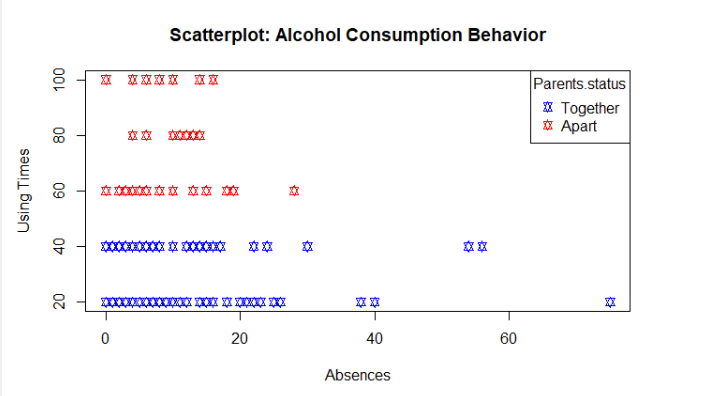 Scatterplot: Alcohol Consumption Behavior
Parents.status
Together
Apart
Using Times
100
80
60
40
20
0 20 40 60
Absences